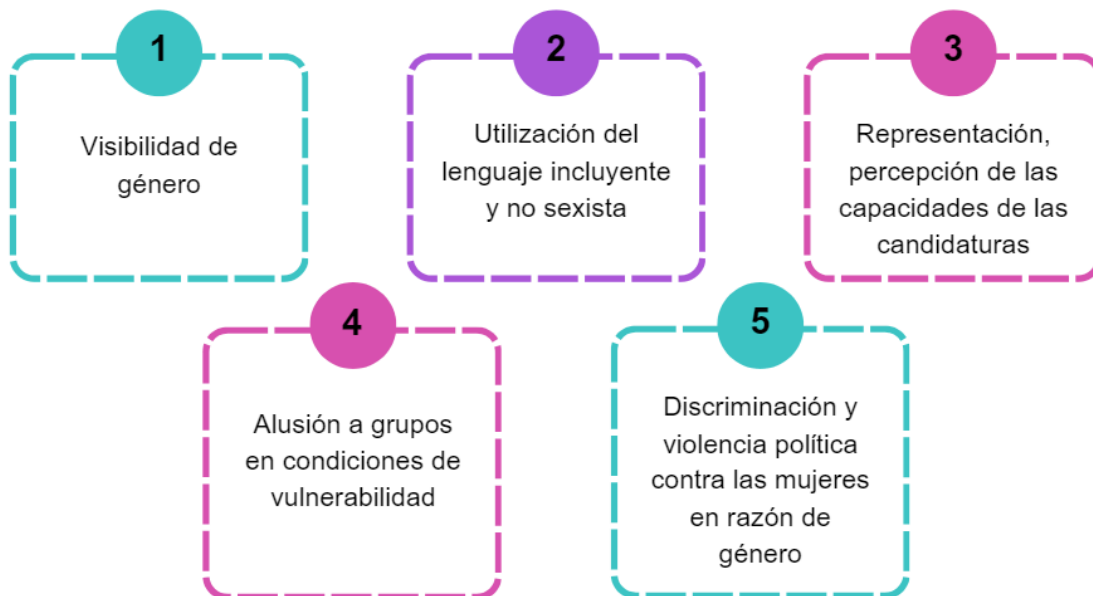 1
Visibilidad de
género
2
Utilización del
lenguaje incluyente
y no sexista
3
Representación,
percepción de las
capacidades de las
candidaturas
4
Alusión a grupos
en condiciones de
vulnerabilidad
5
Discriminación y
violencia política
contra las mujeres
en razón de
género